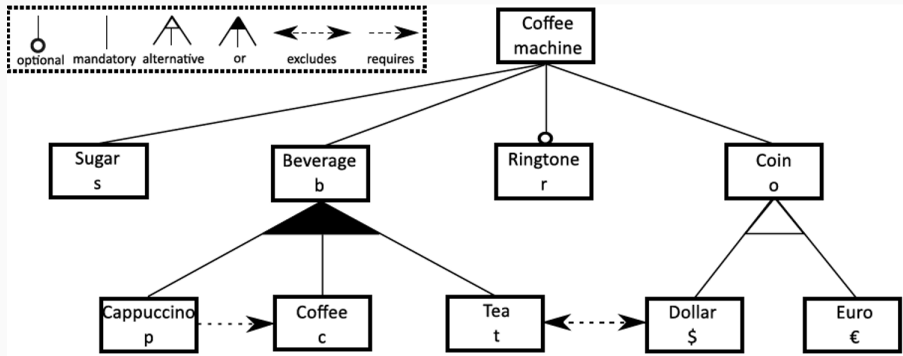 optional mandatory alternative or excludes requires
Coffee
machine
Sugar
s
Beverage
b
Ringtone
r
Coin
o
Cappuccino
p
Coffee
c
Tea
t
Dollar
$
Euro
€